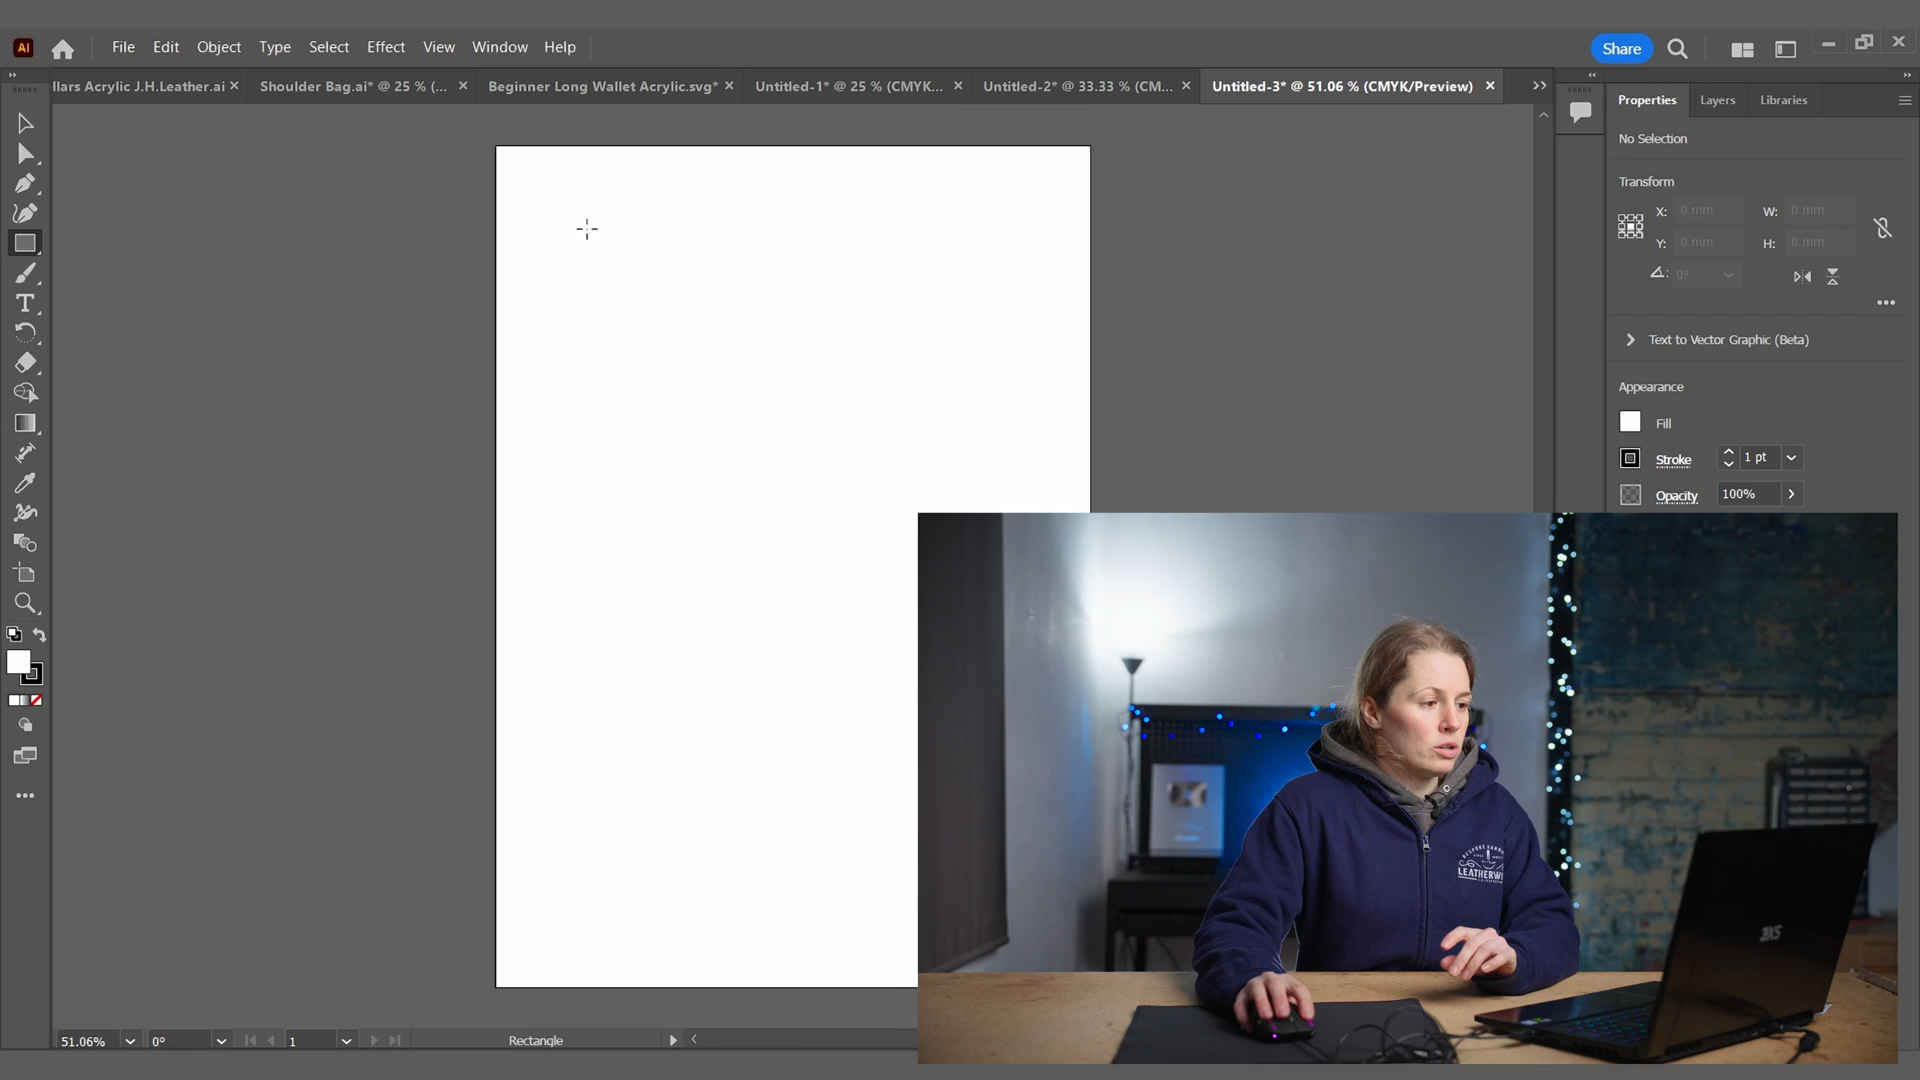 Ai File Edit Object Type Select Effect View Window Help Share
llars Acrylic J.H.Leather.ai Shoulder Bag.ai* @ 25 % (... Beginner Long Wallet Acrylic.svg* Untitled-1* @ 25 % (CMYK... Untitled-2* @ 33.33 % (CM... Untitled-3* @ 51.06 % (CMYK/Preview)
Properties Layers Libraries
No Selection
Transform
X: 0 mm W: 0 mm
Y: 0 mm H: 0 mm
0°
Text to Vector Graphic (Beta)
Appearance
Fill
Stroke 1 pt
Opacity 100%
LEATHERW
51.06% 0° 1 Rectangle